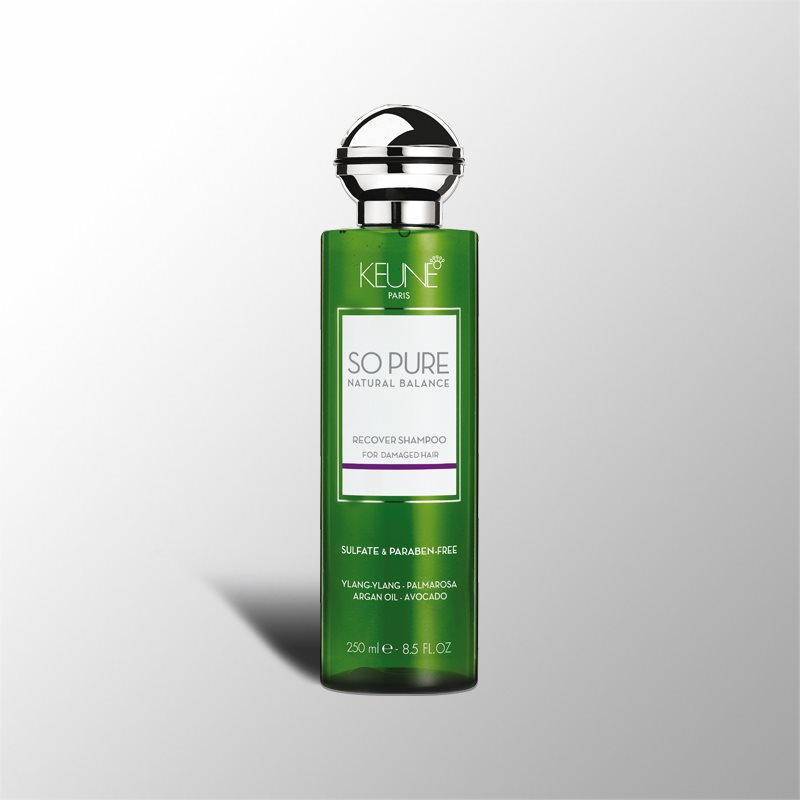 KEUNE
PARIS
SO PURE
NATURAL BALANCE
RECOVER SHAMPOO
FOR DAMAGED HAIR
SULFATE & PARABEN-FREE
YLANG-YLANG - PALMAROSA
ARGAN OIL - AVOCADO
250 ml ℮ - 8.5 FL.OZ